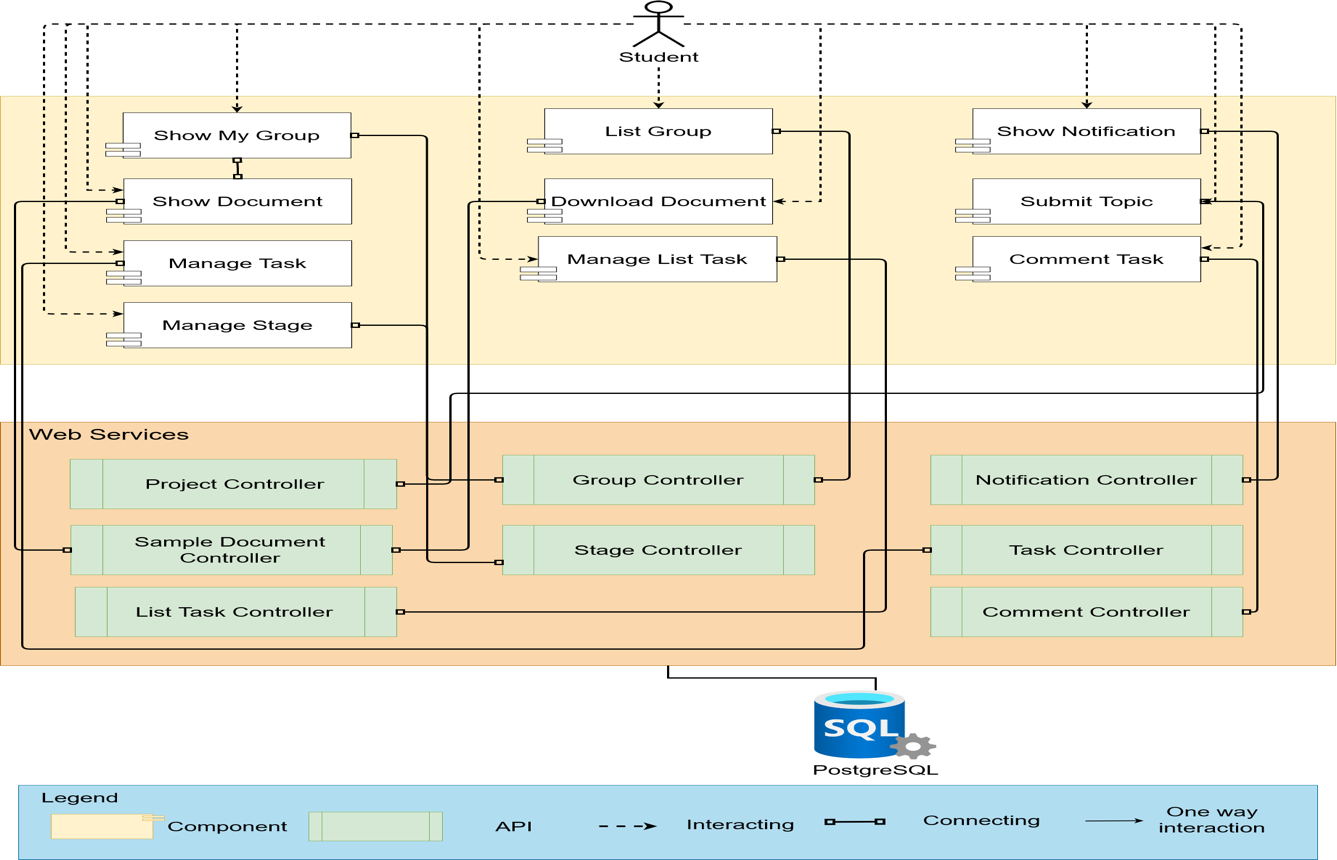 Student
Show My Group
List Group
Show Notification
Show Document
Download Document
Submit Topic
Manage Task
Manage List Task
Comment Task
Manage Stage
Web Services
Project Controller
Group Controller
Notification Controller
Sample Document
Controller
Stage Controller
Task Controller
List Task Controller
Comment Controller
SQL
PostgreSQL
Legend
Component
API
Interacting
Connecting
One way
interaction